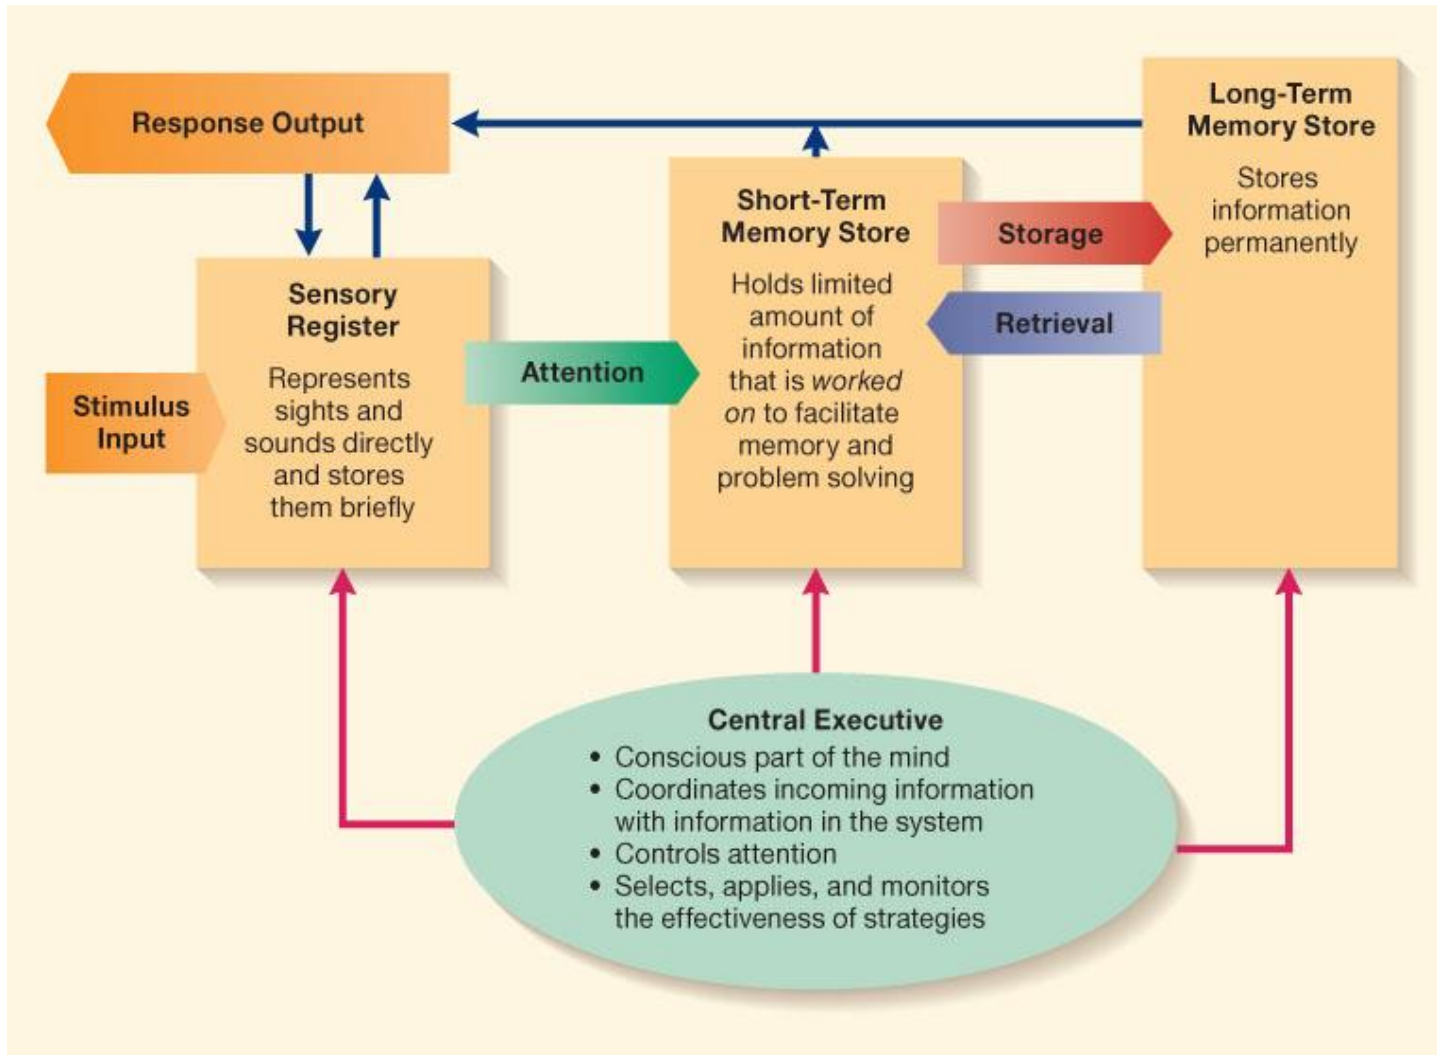 Response Output
Long-Term
Memory Store
Stores
information
permanently
Short-Term
Memory Store
Holds limited
amount of
information
that is worked
on to facilitate
memory and
problem solving
Storage
Retrieval
Sensory
Register
Represents
sights and
sounds directly
and stores
them briefly
Attention
Stimulus
Input
Central Executive
• Conscious part of the mind
• Coordinates incoming information
with information in the system
• Controls attention
• Selects, applies, and monitors
the effectiveness of strategies